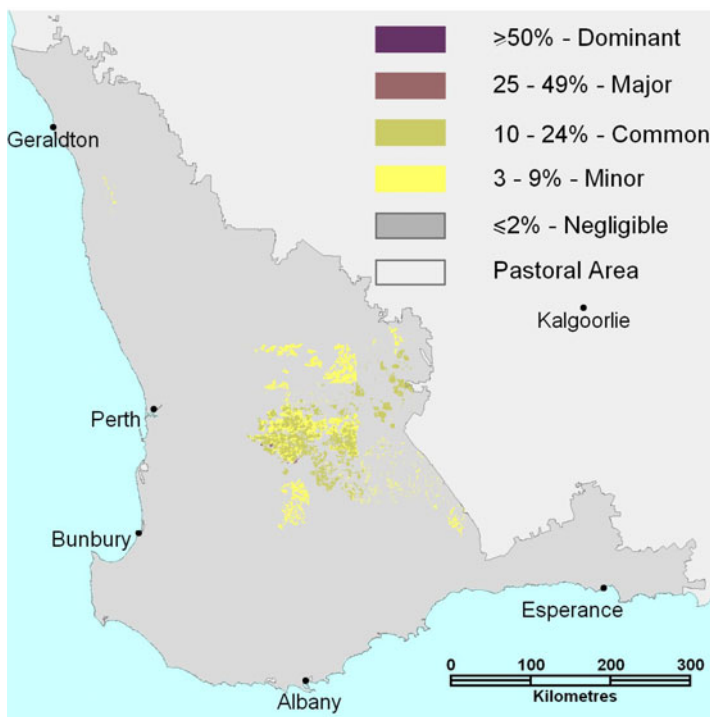 ⩾50% - Dominant
25 - 49% - Major
10 - 24% - Common
3 - 9% - Minor
⩽2% - Negligible
Pastoral Area
Geraldton
Kalgoorlie
Perth
Bunbury
Esperance
Albany
0 100 200 300
Kilometres